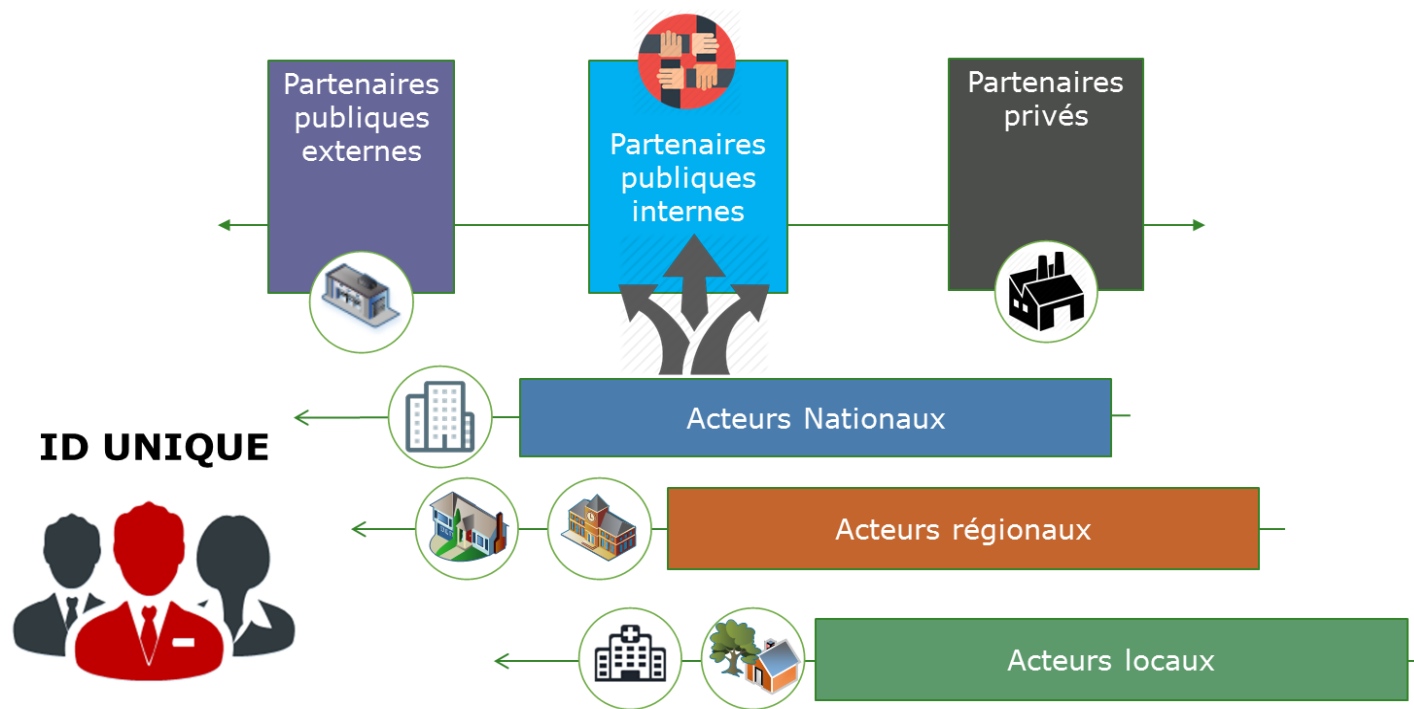 Partenaires
publiques
externes
Partenaires
publiques
internes
Partenaires
privés
Acteurs Nationaux
ID UNIQUE
Acteurs régionaux
Acteurs locaux